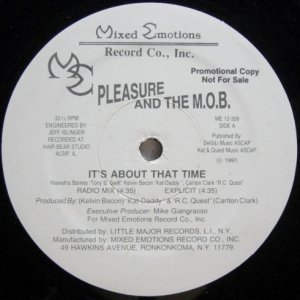 Mixed Emotions
Record Co., Inc.
ME
Promotional Copy
Not For Sale
PLEASURE
AND THE M.O.B.
33⅓ RPM
ENGINEERED BY
JEFF ISLINGER
RECORDED AT
HAIR BEAR STUDIO
ALSIP, IL
ME 12-359
SIDE A
Published by
DeGitu Music ASCAP
Kat & Quest Music ASCAP
℗ 1991
IT'S ABOUT THAT TIME
Hawatha Barnes "Tony S. Swift" Kelvin Bacon "Kat Daddy" Carlton Clark "R.C. Quest"
RADIO MIX (4:35) EXPLICIT (4:35)
Produced By: (Kelvin Bacon) "Kat-Daddy" & "R.C. Quest" (Carlton Clark)
Executive Producer: Mike Giangrasso
For Mixed Emotions Record Co., Inc.
Distributed by: LITTLE MAJOR RECORDS, L.I., N.Y.
Manufactured by: MIXED EMOTIONS RECORD CO., INC
49 HAWKINS AVENUE, RONKONKOMA, N.Y. 11779